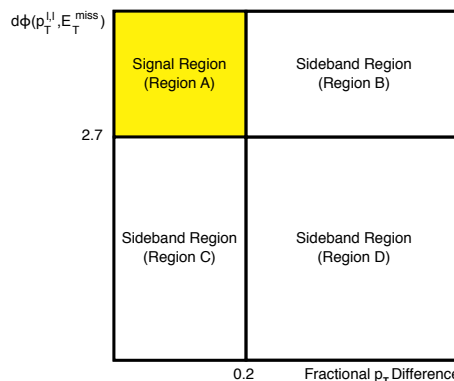 dϕ(p_T^{l,l},E_T^{miss})
Signal Region
(Region A)
Sideband Region
(Region B)
2.7
Sideband Region
(Region C)
Sideband Region
(Region D)
0.2
Fractional p_T Difference